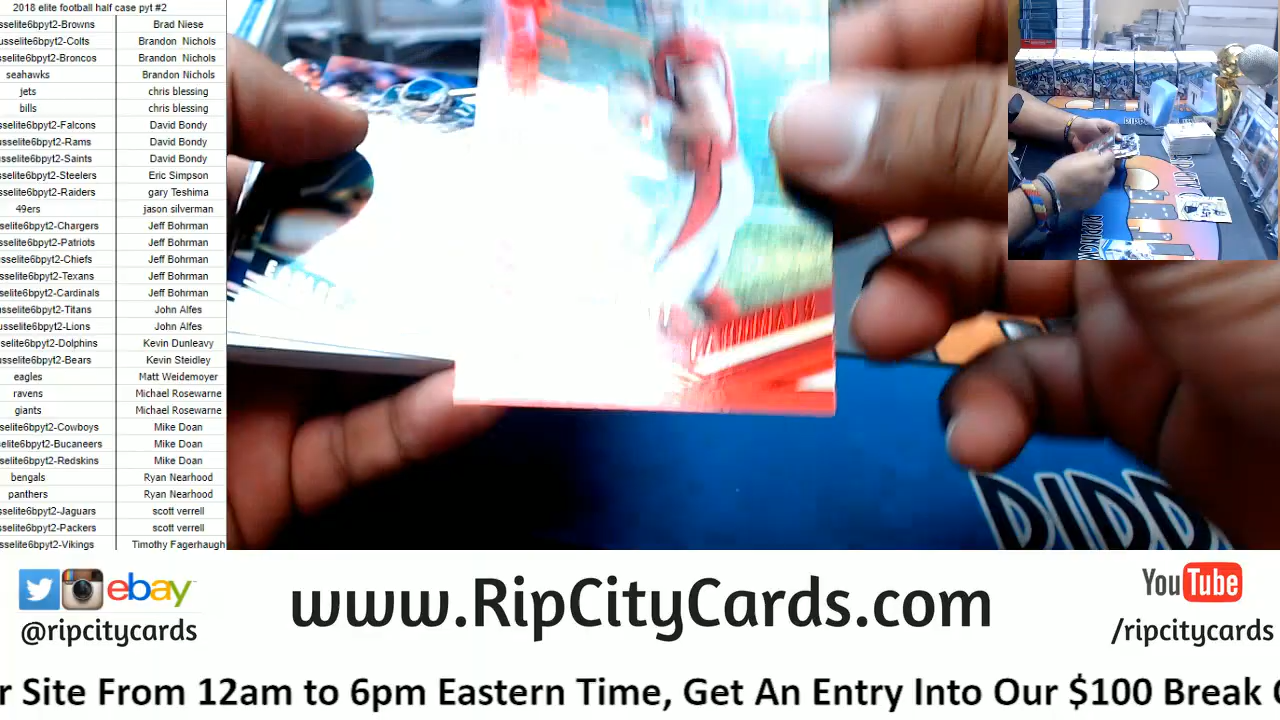 2018 elite football half case pyt #2
sselite6bpyt2-Browns Brad Niese
usselite6bpyt2-Colts Brandon Nichols
sselite6bpyt2-Broncos Brandon Nichols
seahawks Brandon Nichols
jets chris blessing
bills chris blessing
sselite6bpyt2-Falcons David Bondy
sselite6bpyt2-Rams David Bondy
sselite6bpyt2-Saints David Bondy
sselite6bpyt2-Steelers Eric Simpson
sselite6bpyt2-Raiders gary Teshima
49ers jason silverman
sselite6bpyt2-Chargers Jeff Bohrman
sselite6bpyt2-Patriots Jeff Bohrman
sselite6bpyt2-Chiefs Jeff Bohrman
sselite6bpyt2-Texans Jeff Bohrman
selite6bpyt2-Cardinals Jeff Bohrman
usselite6bpyt2-Titans John Alfes
usselite6bpyt2-Lions John Alfes
sselite6bpyt2-Dolphins Kevin Dunleavy
usselite6bpyt2-Bears Kevin Steidley
eagles Matt Weidemoyer
ravens Michael Rosewarne
giants Michael Rosewarne
sselite6bpyt2-Cowboys Mike Doan
selite6bpyt2-Bucaneers Mike Doan
selite6bpyt2-Redskins Mike Doan
bengals Ryan Nearhood
panthers Ryan Nearhood
sselite6bpyt2-Jaguars scott verrell
sselite6bpyt2-Packers scott verrell
sselite6bpyt2-Vikings Timothy Fagerhaugh
ebay
@ripcitycards
www.RipCityCards.com
YouTube
/ripcitycards
r Site From 12am to 6pm Eastern Time, Get An Entry Into Our $100 Break